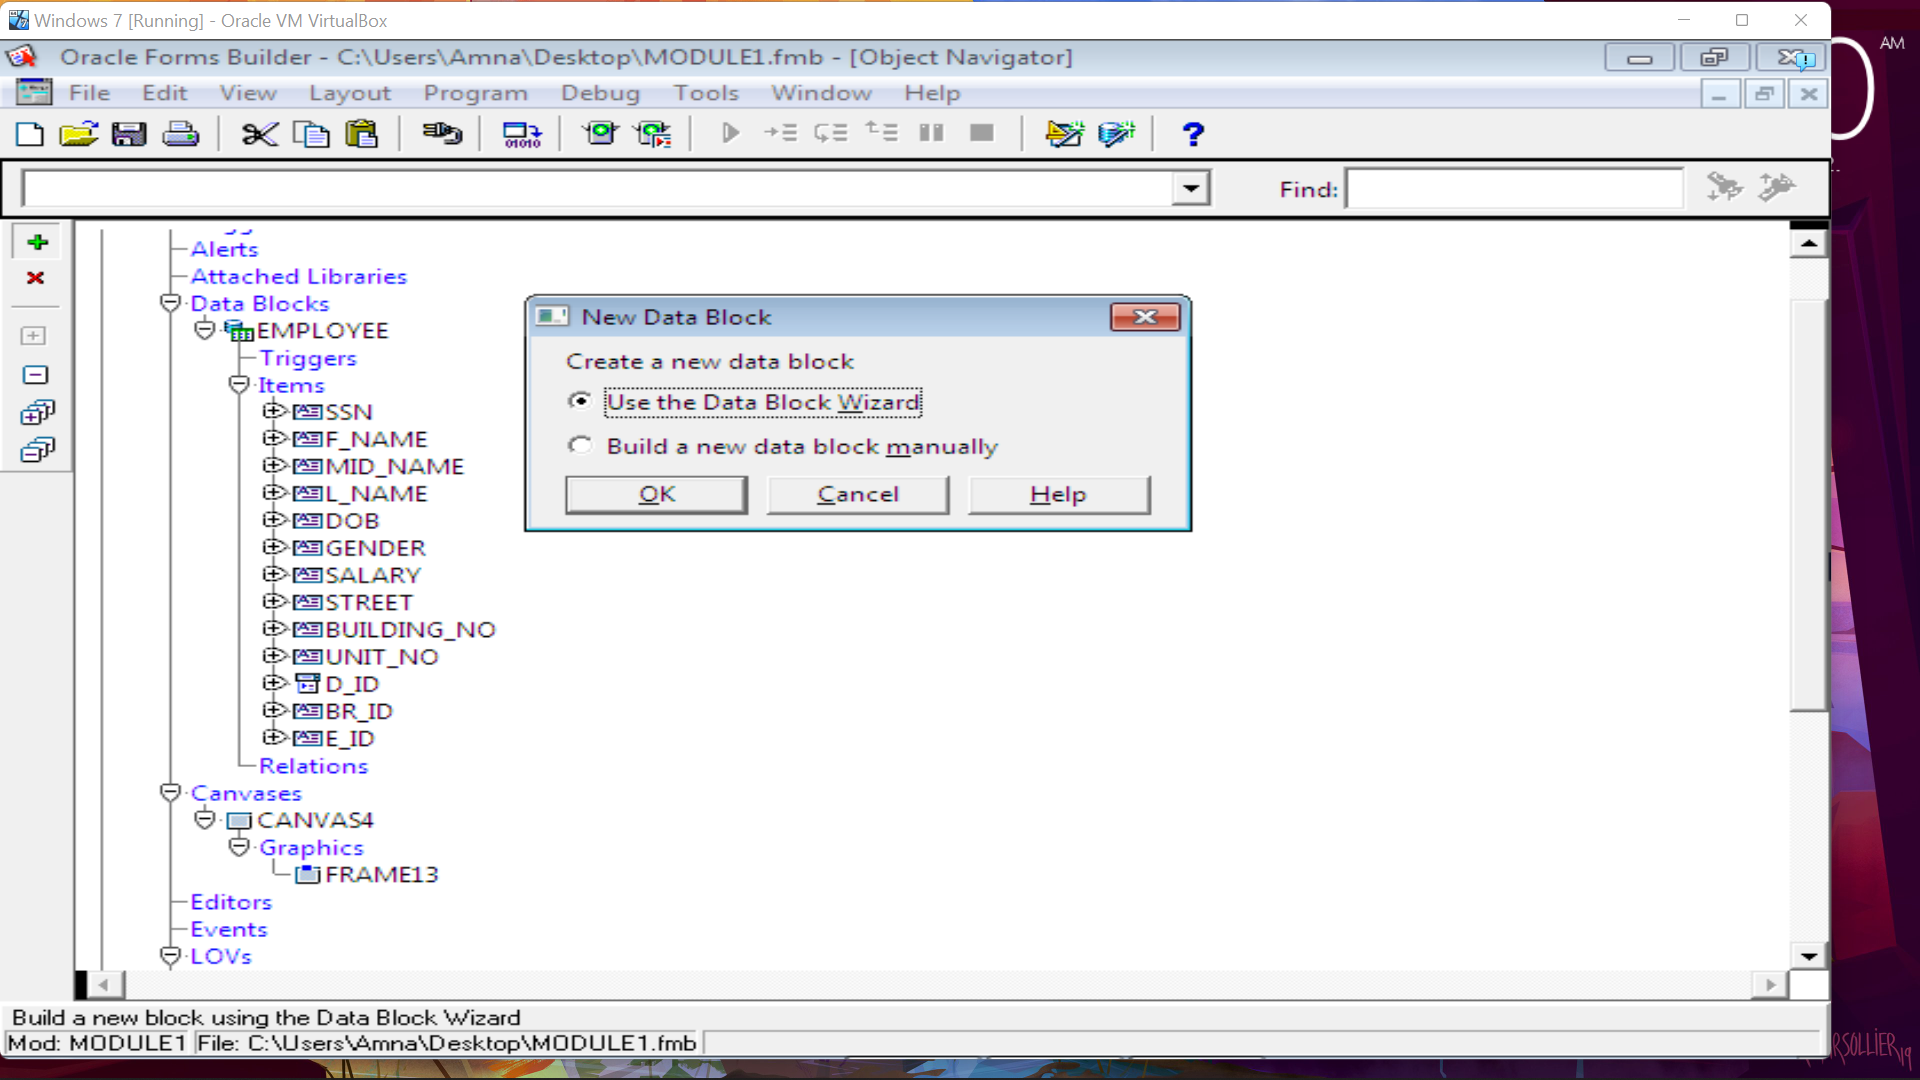 Windows 7 [Running] - Oracle VM VirtualBox
AM
Oracle Forms Builder - C:\Users\Amna\Desktop\MODULE1.fmb - [Object Navigator]
File Edit View Layout Program Debug Tools Window Help
Find:
Alerts
Attached Libraries
Data Blocks
EMPLOYEE
Triggers
Items
SSN
F_NAME
MID_NAME
L_NAME
DOB
GENDER
SALARY
STREET
BUILDING_NO
UNIT_NO
D_ID
BR_ID
E_ID
Relations
Canvases
CANVAS4
Graphics
FRAME13
Editors
Events
LOVs
New Data Block
Create a new data block
Use the Data Block Wizard
Build a new data block manually
OK Cancel Help
Build a new block using the Data Block Wizard
Mod: MODULE1 File: C:\Users\Amna\Desktop\MODULE1.fmb